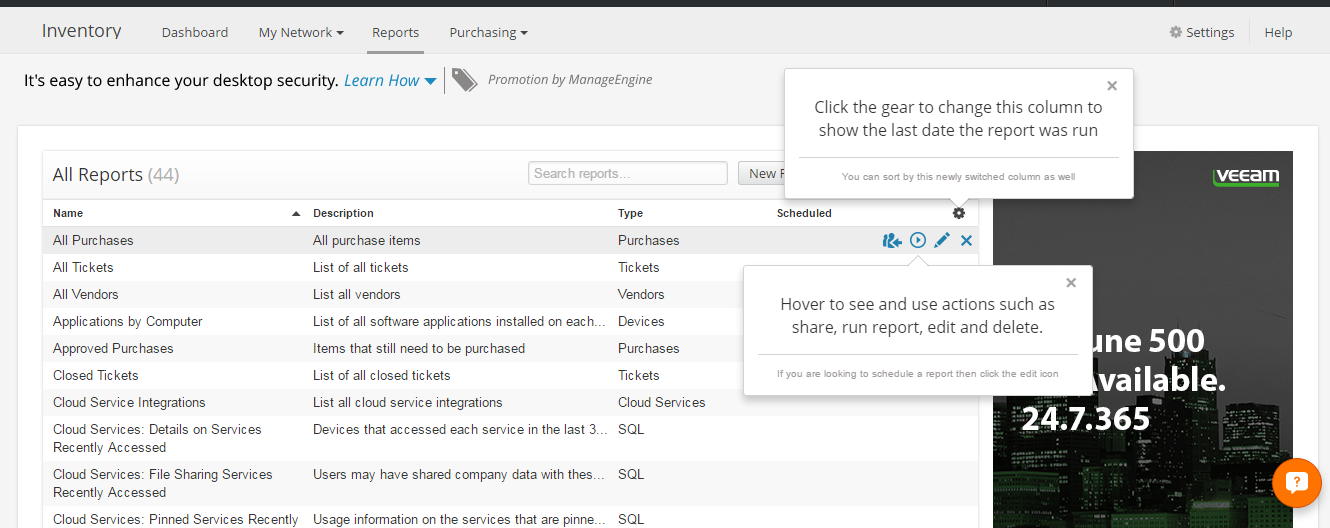 Inventory Dashboard My Network Reports Purchasing Settings Help
It's easy to enhance your desktop security. Learn How Promotion by ManageEngine
Click the gear to change this column to
show the last date the report was run
You can sort by this newly switched column as well
All Reports (44) Search reports... New
veeam
Name Description Type Scheduled
All Purchases All purchase items Purchases
All Tickets List of all tickets Tickets
All Vendors List all vendors Vendors
Applications by Computer List of all software applications installed on each... Devices
Approved Purchases Items that still need to be purchased Purchases
Closed Tickets List of all closed tickets Tickets
Cloud Service Integrations List all cloud service integrations Cloud Services
Cloud Services: Details on Services Devices that accessed each service in the last 3... SQL
Recently Accessed
Cloud Services: File Sharing Services Users may have shared company data with thes... SQL
Recently Accessed
Cloud Services: Pinned Services Recently Usage information on the services that are pinne... SQL
Hover to see and use actions such as
share, run report, edit and delete.
If you are looking to schedule a report then click the edit icon
une 500
Available.
24.7.365